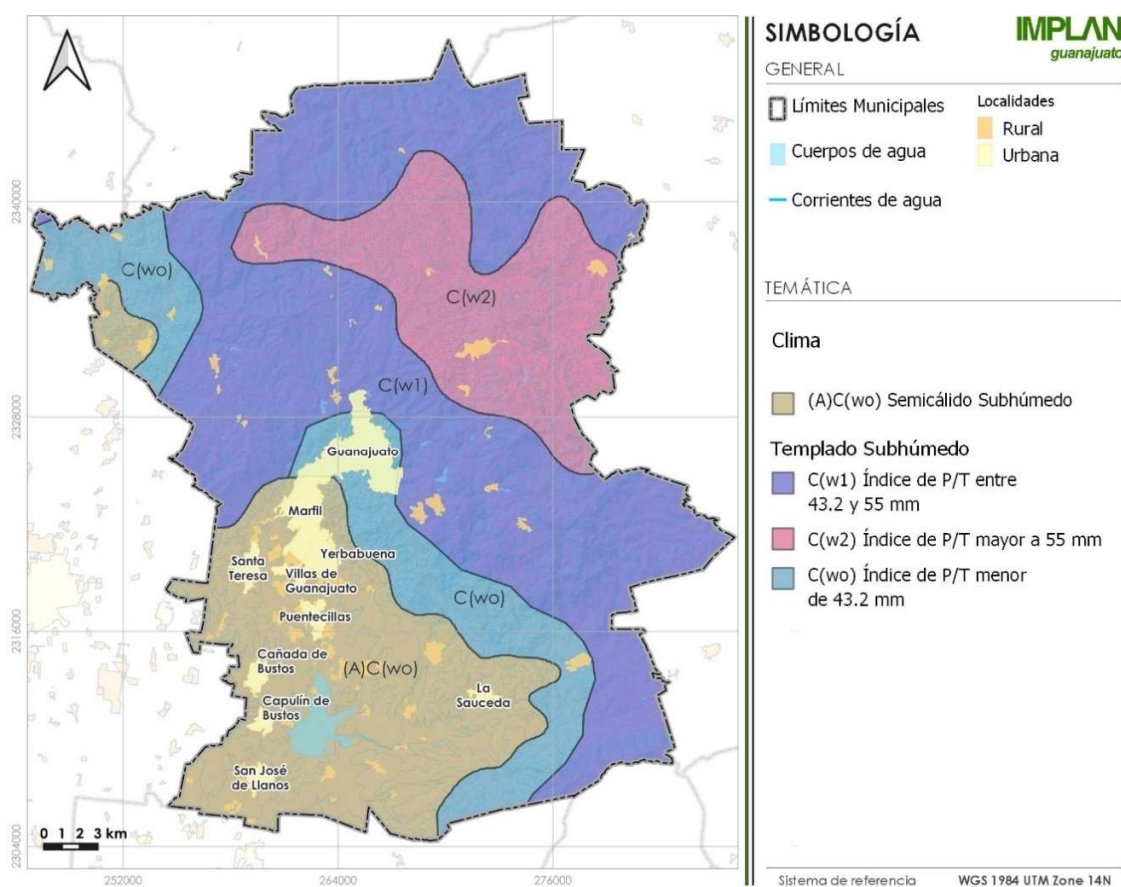 SIMBOLOGÍA
IMPLAN
guanajuato
GENERAL
Límites Municipales
Cuerpos de agua
Corrientes de agua
Localidades
Rural
Urbana
TEMÁTICA
Clima
(A)C(wo) Semicálido Subhúmedo
Templado Subhúmedo
C(w1) Índice de P/T entre
43.2 y 55 mm
C(w2) Índice de P/T mayor a 55 mm
C(wo) Índice de P/T menor
de 43.2 mm
Sistema de referencia
WGS 1984 UTM Zone 14N
2340000
2328000
2316000
2304000
C(wo)
C(w2)
C(w1)
Guanajuato
Marfil
Yerbabuena
Santa
Teresa
Villas de
Guanajuato
C(wo)
Puentecillas
Cañada de
Bustos
(A)C(wo)
La
Sauceda
Capulín de
Bustos
San José
de Llanos
0 1 2 3 km
252000
264000
276000